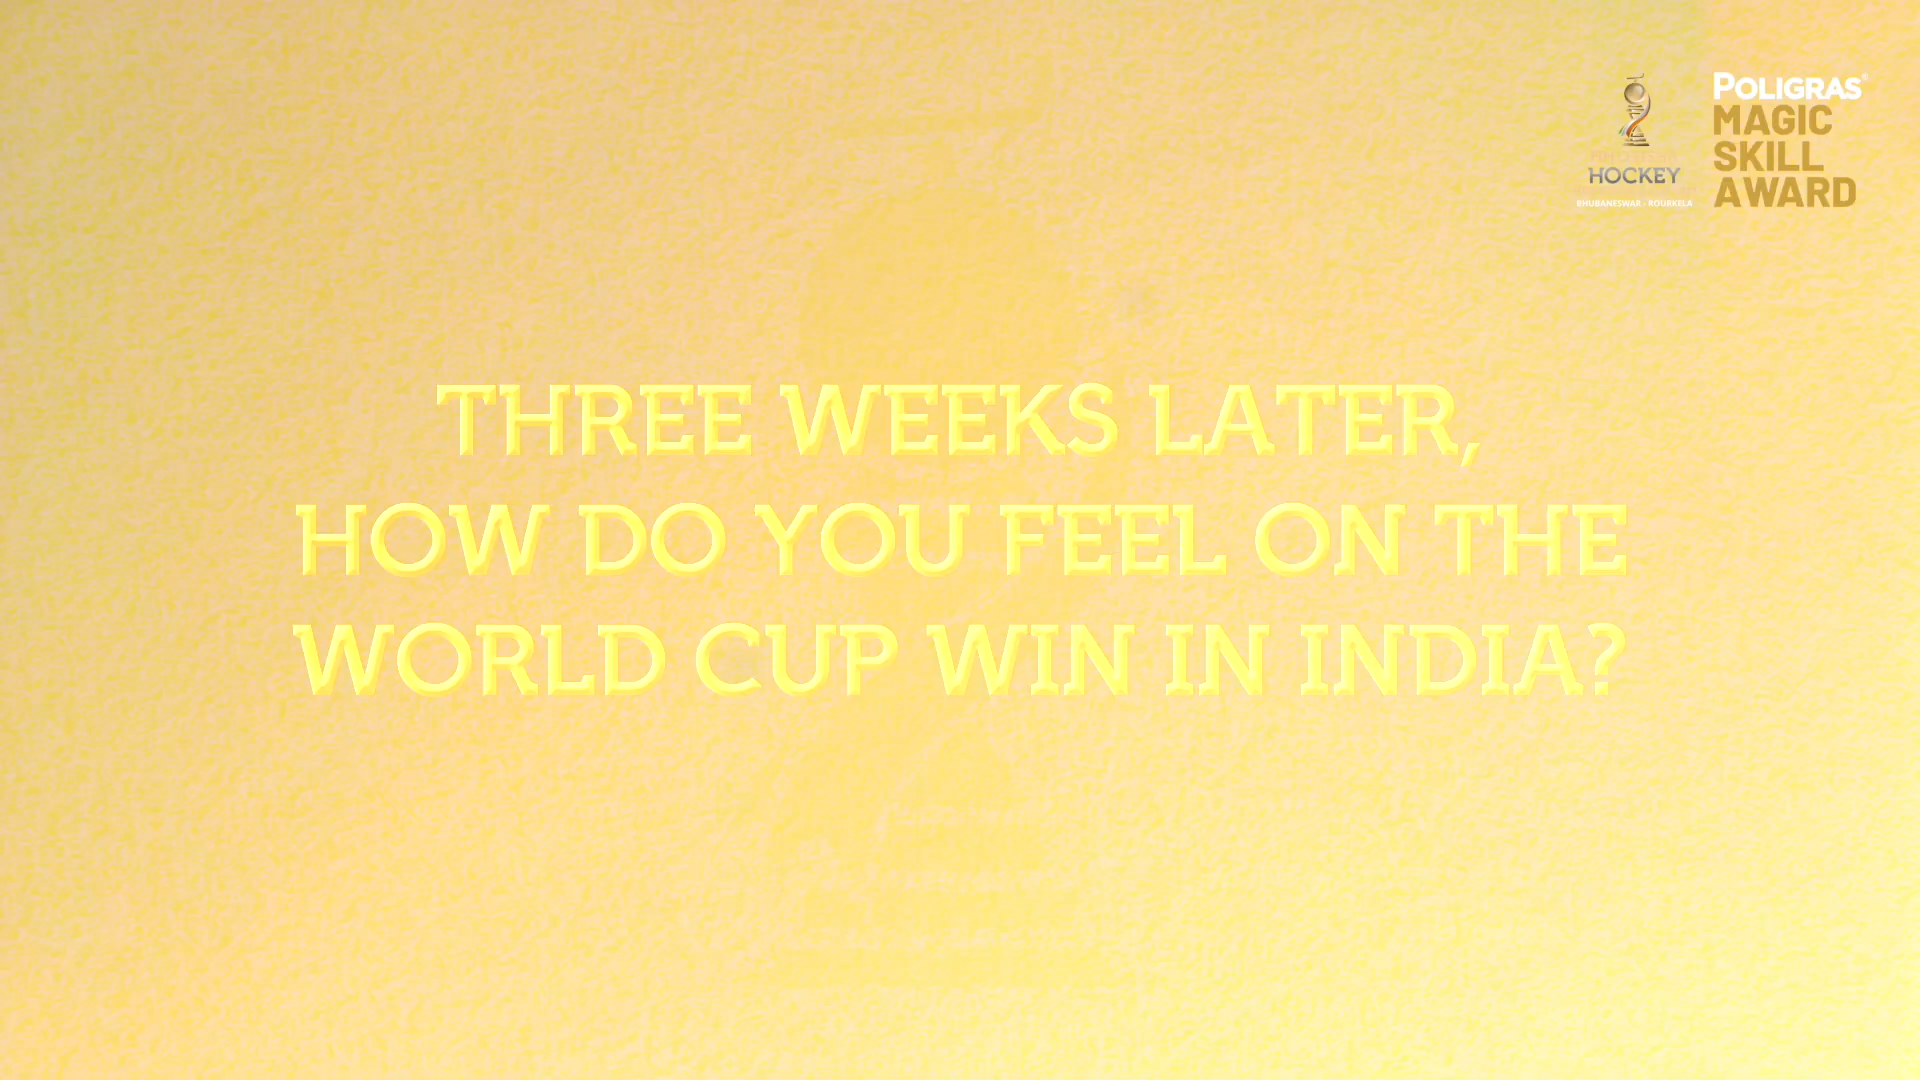 POLIGRAS®
MAGIC
SKILL
AWARD
HOCKEY
BHUBANESWAR - ROURKELA
THREE WEEKS LATER,
HOW DO YOU FEEL ON THE
WORLD CUP WIN IN INDIA?